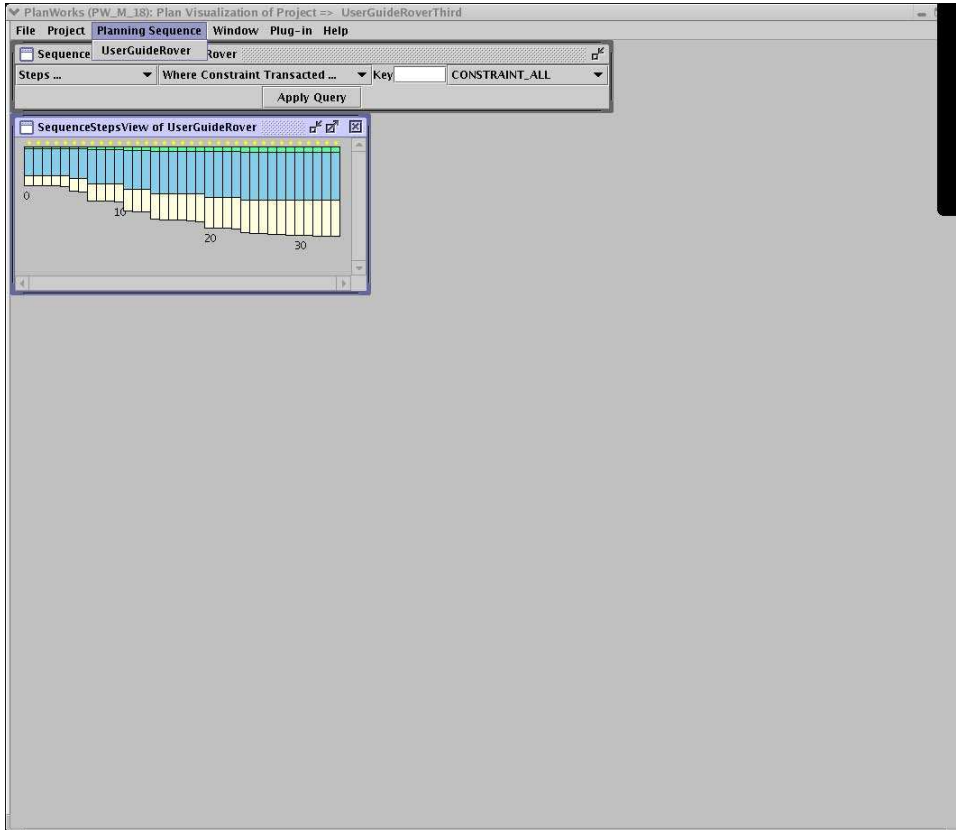 PlanWorks (PW_M_18): Plan Visualization of Project => UserGuideRoverThird
File Project Planning Sequence Window Plug-in Help
UserGuideRover
Sequence Rover
Steps ... Where Constraint Transacted ... Key CONSTRAINT_ALL
Apply Query
SequenceStepsView of UserGuideRover
0
10
20
30